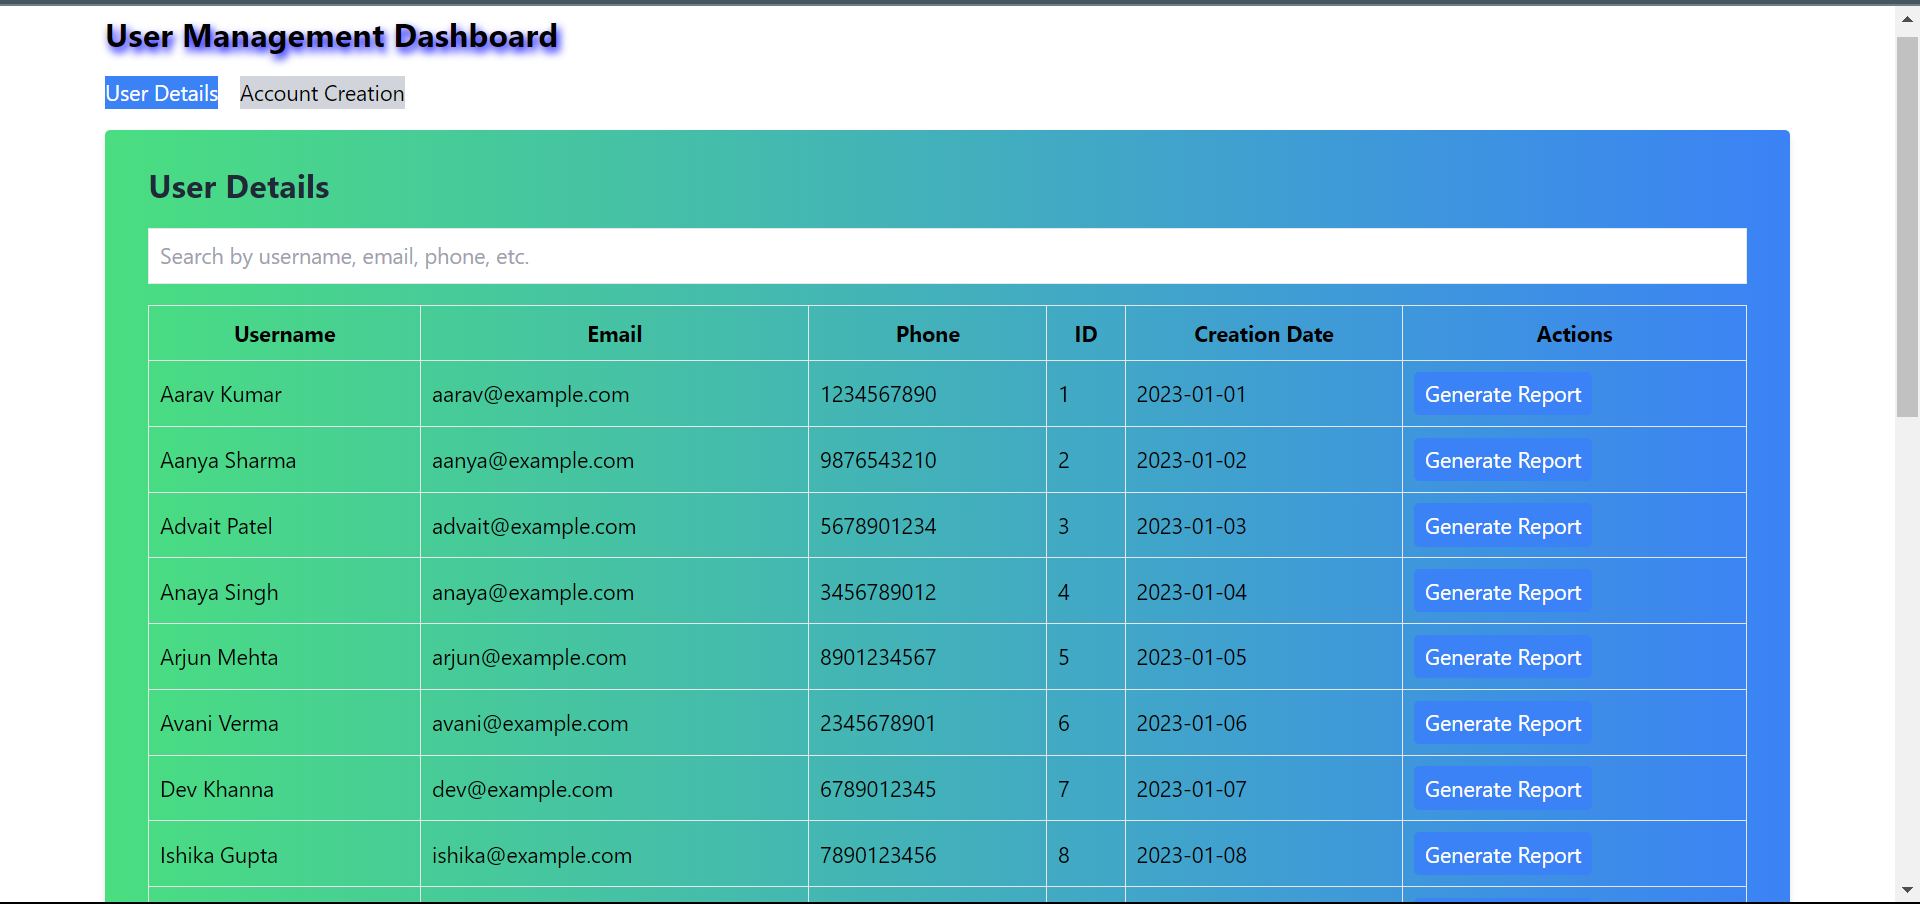 User Management Dashboard
User Details Account Creation
User Details
Search by username, email, phone, etc.
Username Email Phone ID Creation Date Actions
Aarav Kumar aarav@example.com 1234567890 1 2023-01-01 Generate Report
Aanya Sharma aanya@example.com 9876543210 2 2023-01-02 Generate Report
Advait Patel advait@example.com 5678901234 3 2023-01-03 Generate Report
Anaya Singh anaya@example.com 3456789012 4 2023-01-04 Generate Report
Arjun Mehta arjun@example.com 8901234567 5 2023-01-05 Generate Report
Avani Verma avani@example.com 2345678901 6 2023-01-06 Generate Report
Dev Khanna dev@example.com 6789012345 7 2023-01-07 Generate Report
Ishika Gupta ishika@example.com 7890123456 8 2023-01-08 Generate Report